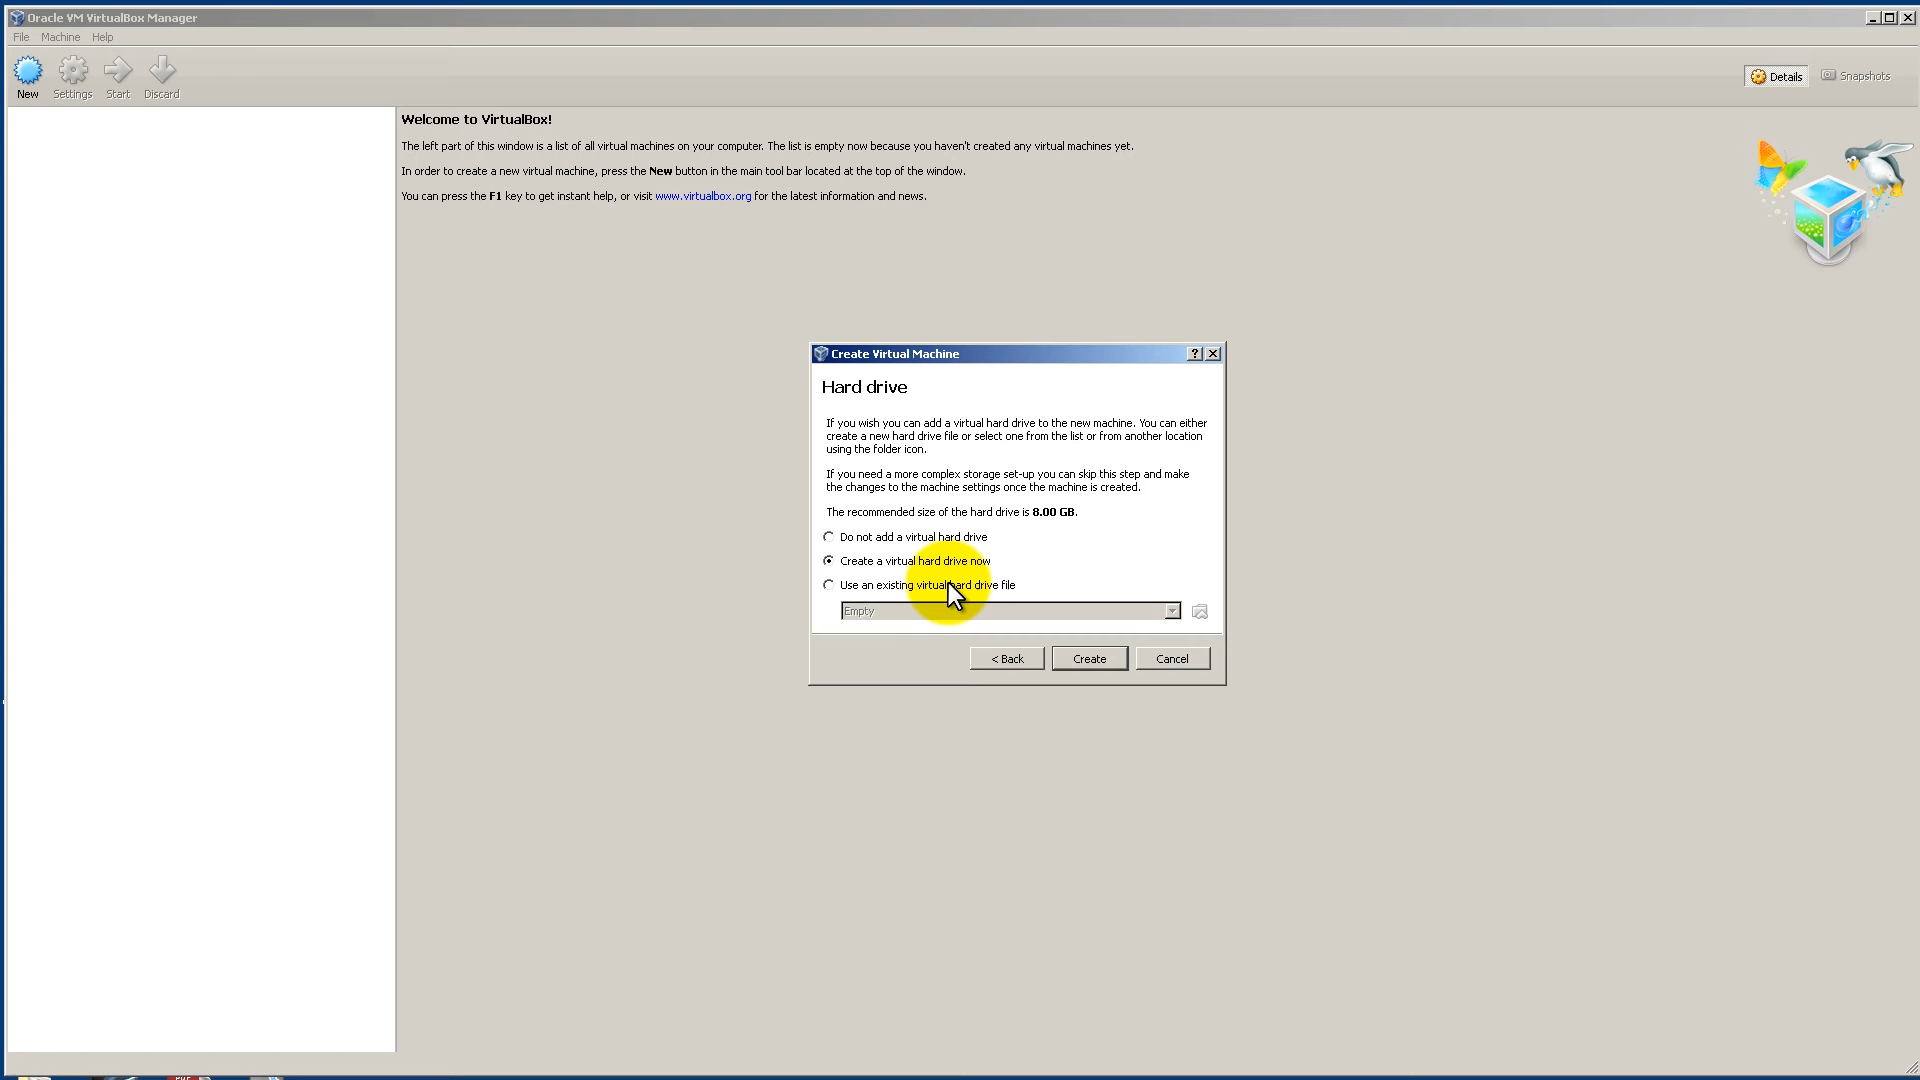 Oracle VM VirtualBox Manager
File Machine Help
New Settings Start Discard
Details Snapshots
Welcome to VirtualBox!
The left part of this window is a list of all virtual machines on your computer. The list is empty now because you haven't created any virtual machines yet.
In order to create a new virtual machine, press the New button in the main tool bar located at the top of the window.
You can press the F1 key to get instant help, or visit www.virtualbox.org for the latest information and news.
Create Virtual Machine
Hard drive
If you wish you can add a virtual hard drive to the new machine. You can either
create a new hard drive file or select one from the list or from another location
using the folder icon.
If you need a more complex storage set-up you can skip this step and make
the changes to the machine settings once the machine is created.
The recommended size of the hard drive is 8.00 GB.
Do not add a virtual hard drive
Create a virtual hard drive now
Use an existing virtual hard drive file
Empty
< Back Create Cancel